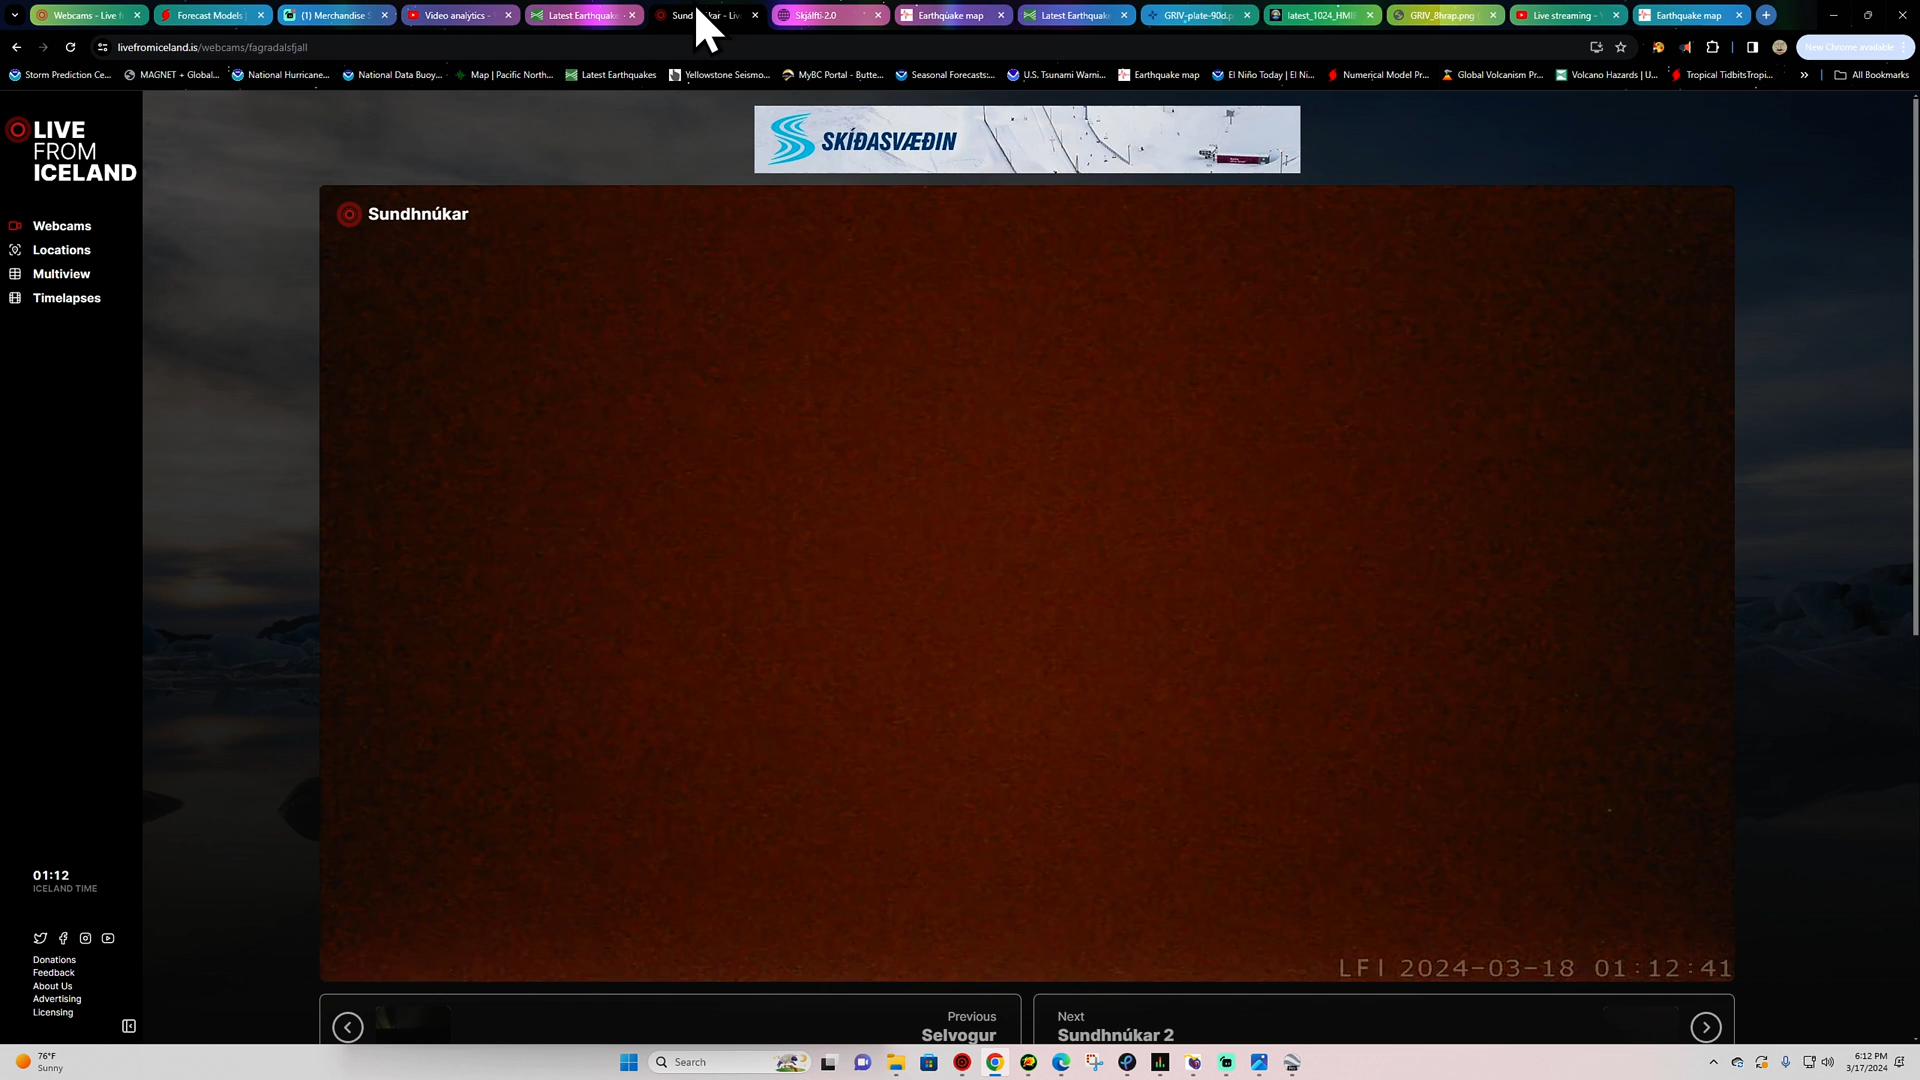 Webcams - Live f
Forecast Models
(1) Merchandise S
Video analytics -
Latest Earthquake
Liv
Skjálfti-2.0
Earthquake map
Latest Earthquake
GRIV-plate-90d.p
latest_1024_HMII
GRIV_8hrap.png (
Live streaming - Y
Earthquake map
livefromiceland.is/webcams/fagradalsfjall
New Chrome available
Storm Prediction Ce...
MAGNET + Global...
National Hurricane...
National Data Buoy...
Map | Pacific North...
Latest Earthquakes
Yellowstone Seismo...
MyBC Portal - Butte...
Seasonal Forecasts:...
U.S. Tsunami Warni...
Earthquake map
El Niño Today | El Ni...
Numerical Model Pr...
Global Volcanism Pr...
Volcano Hazards | U...
Tropical TidbitsTropi...
All Bookmarks
LIVE
FROM
ICELAND
SKÍÐASVÆÐIN
Sundhnúkar
Webcams
Locations
Multiview
Timelapses
01:12
ICELAND TIME
Donations
Feedback
About Us
Advertising
Licensing
LFI 2024-03-18 01:12:41
Previous
Selvogur
Next
Sundhnúkar 2
76°F
Sunny
Search
6:12 PM
3/17/2024